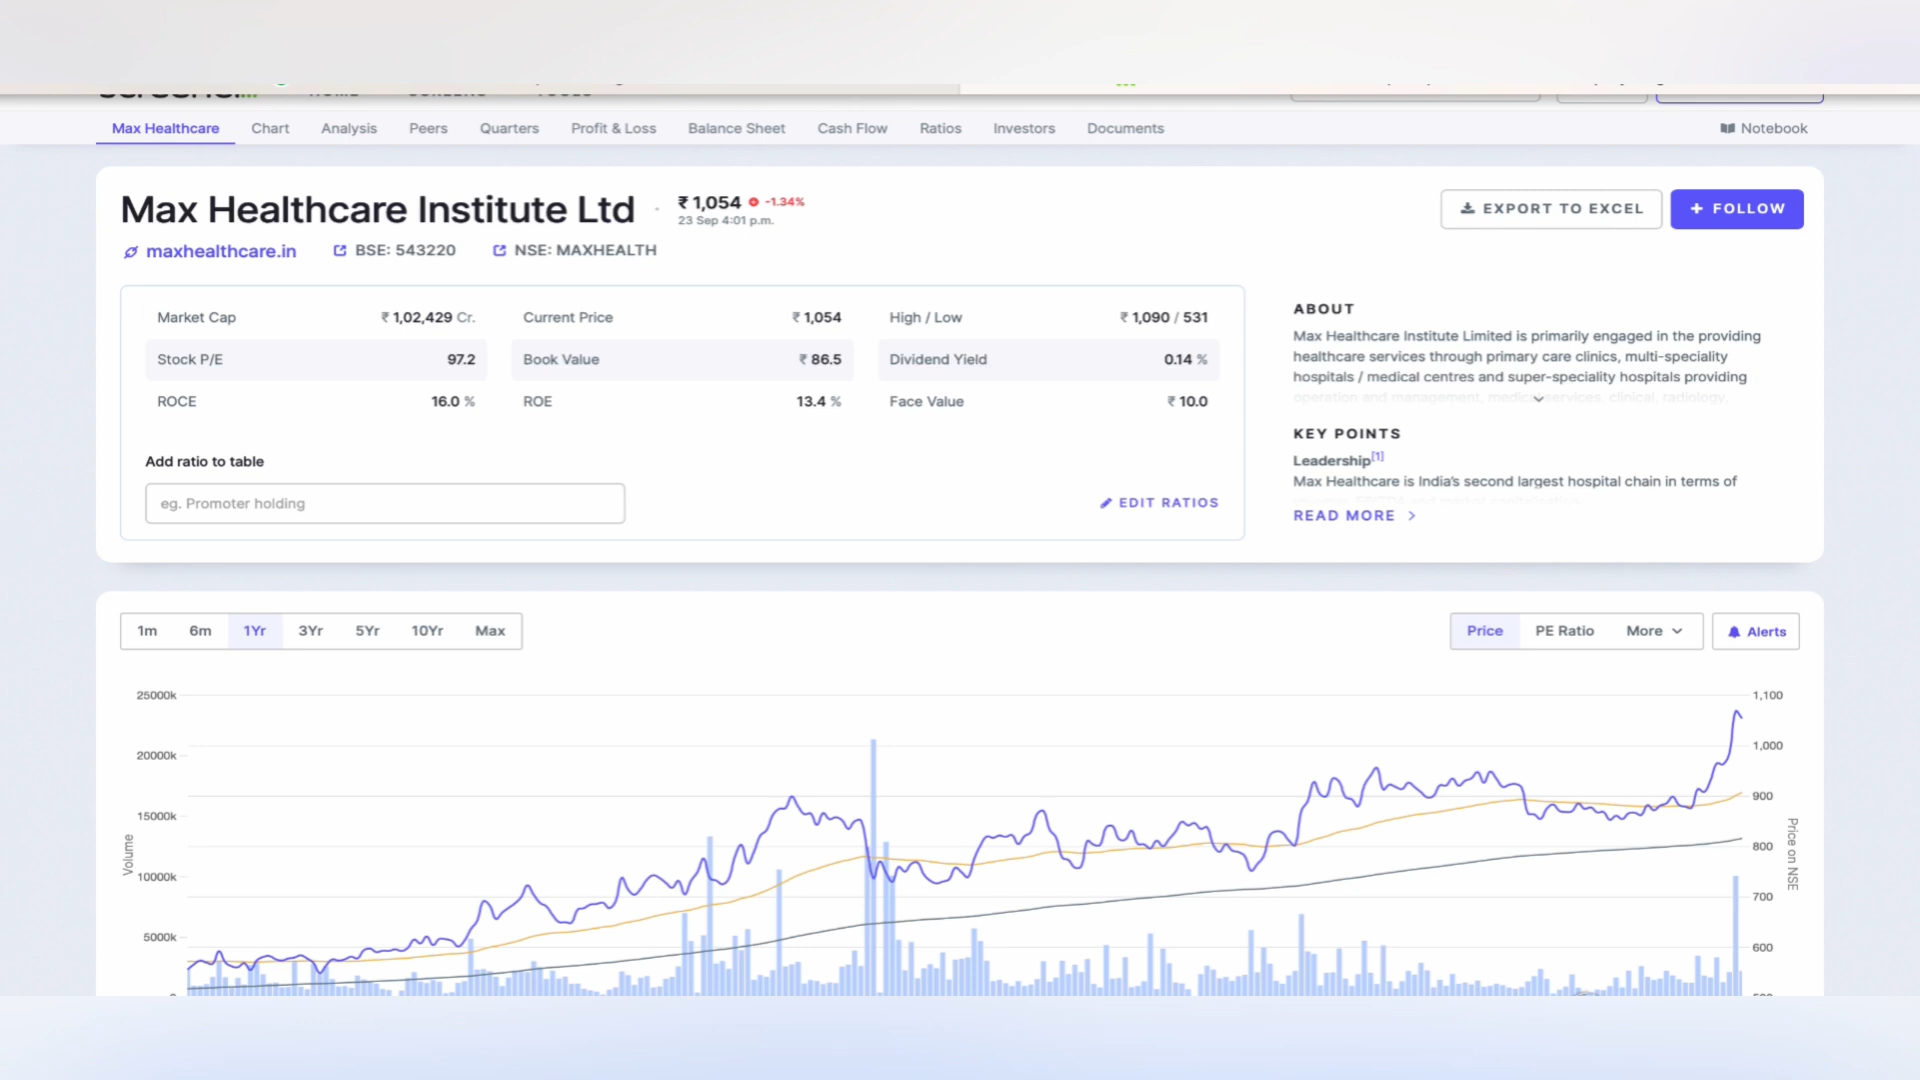 Max Healthcare Chart Analysis Peers Quarters Profit & Loss Balance Sheet Cash Flow Ratios Investors Documents Notebook
Max Healthcare Institute Ltd ₹ 1,054 -1.34%
23 Sep 4:01 p.m.
EXPORT TO EXCEL + FOLLOW
maxhealthcare.in BSE: 543220 NSE: MAXHEALTH
Market Cap ₹ 1,02,429 Cr. Current Price ₹ 1,054 High / Low ₹ 1,090 / 531
Stock P/E 97.2 Book Value ₹ 86.5 Dividend Yield 0.14 %
ROCE 16.0 % ROE 13.4 % Face Value ₹ 10.0
Add ratio to table
eg. Promoter holding
EDIT RATIOS
ABOUT
Max Healthcare Institute Limited is primarily engaged in the providing
healthcare services through primary care clinics, multi-speciality
hospitals / medical centres and super-speciality hospitals providing
operation and management, medical services, clinical, radiology,
KEY POINTS
Leadership[1]
Max Healthcare is India's second largest hospital chain in terms of
READ MORE
1m 6m 1Yr 3Yr 5Yr 10Yr Max
Price PE Ratio More Alerts
25000k
20000k
15000k
10000k
5000k
Volume
1,100
1,000
900
800
700
600
Price on NSE